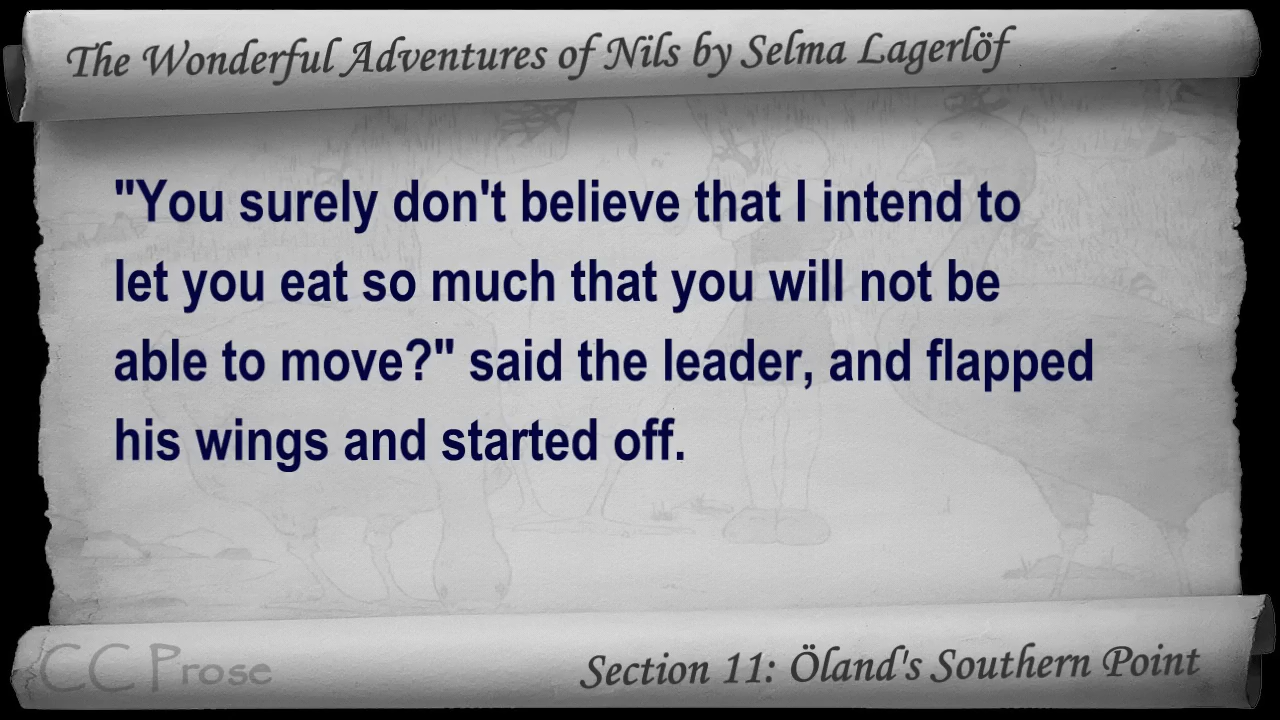 The Wonderful Adventures of Nils by Selma Lagerlöf
"You surely don't believe that I intend to
let you eat so much that you will not be
able to move?" said the leader, and flapped
his wings and started off.
CC Prose
Section 11: Öland's Southern Point